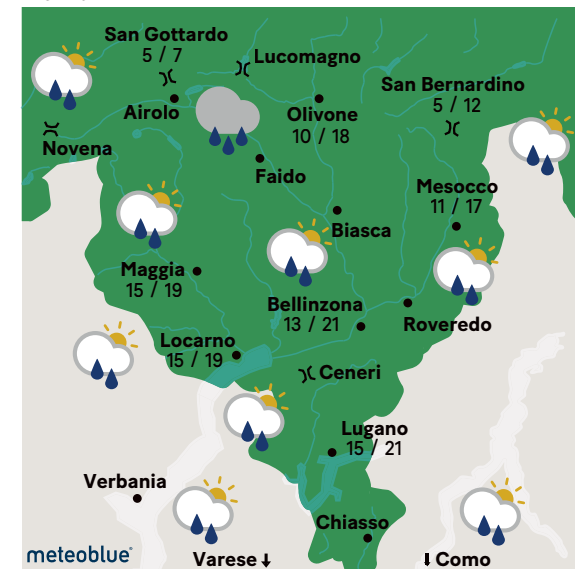 San Gottardo
5 / 7
Lucomagno
San Bernardino
5 / 12
Airolo
Olivone
10 / 18
Novena
Faido
Mesocco
11 / 17
Biasca
Maggia
15 / 19
Bellinzona
13 / 21
Roveredo
Locarno
15 / 19
Ceneri
Lugano
15 / 21
Verbania
Chiasso
meteoblue®
Varese ↓
↓ Como